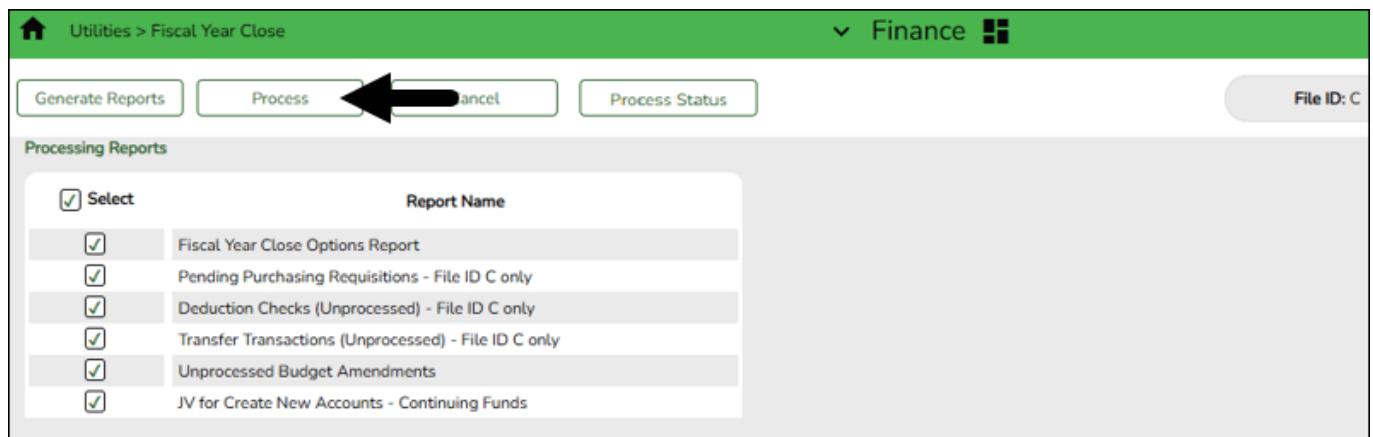 Utilities > Fiscal Year Close
Finance
Generate Reports
Process
ancel
Process Status
File ID: C
Processing Reports
Select
Report Name
Fiscal Year Close Options Report
Pending Purchasing Requisitions - File ID C only
Deduction Checks (Unprocessed) - File ID C only
Transfer Transactions (Unprocessed) - File ID C only
Unprocessed Budget Amendments
JV for Create New Accounts - Continuing Funds